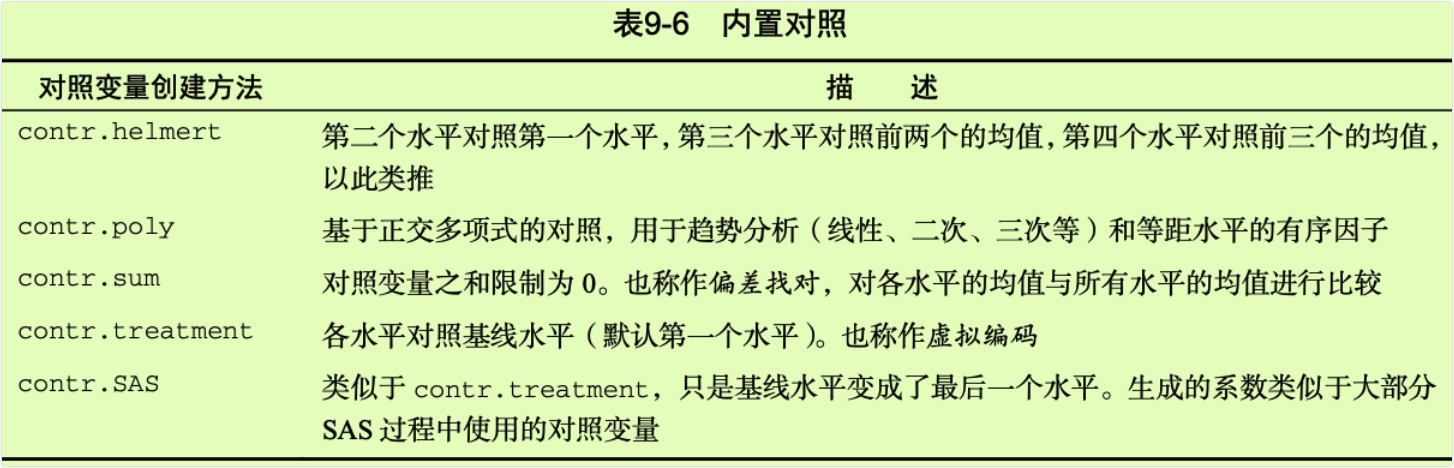 表9-6 内置对照
对照变量创建方法 描 述
contr.helmert 第二个水平对照第一个水平，第三个水平对照前两个的均值，第四个水平对照前三个的均值，
以此类推
contr.poly 基于正交多项式的对照，用于趋势分析（线性、二次、三次等）和等距水平的有序因子
contr.sum 对照变量之和限制为 0。也称作偏差找对，对各水平的均值与所有水平的均值进行比较
contr.treatment 各水平对照基线水平（默认第一个水平）。也称作虚拟编码
contr.SAS 类似于 contr.treatment，只是基线水平变成了最后一个水平。生成的系数类似于大部分
SAS 过程中使用的对照变量